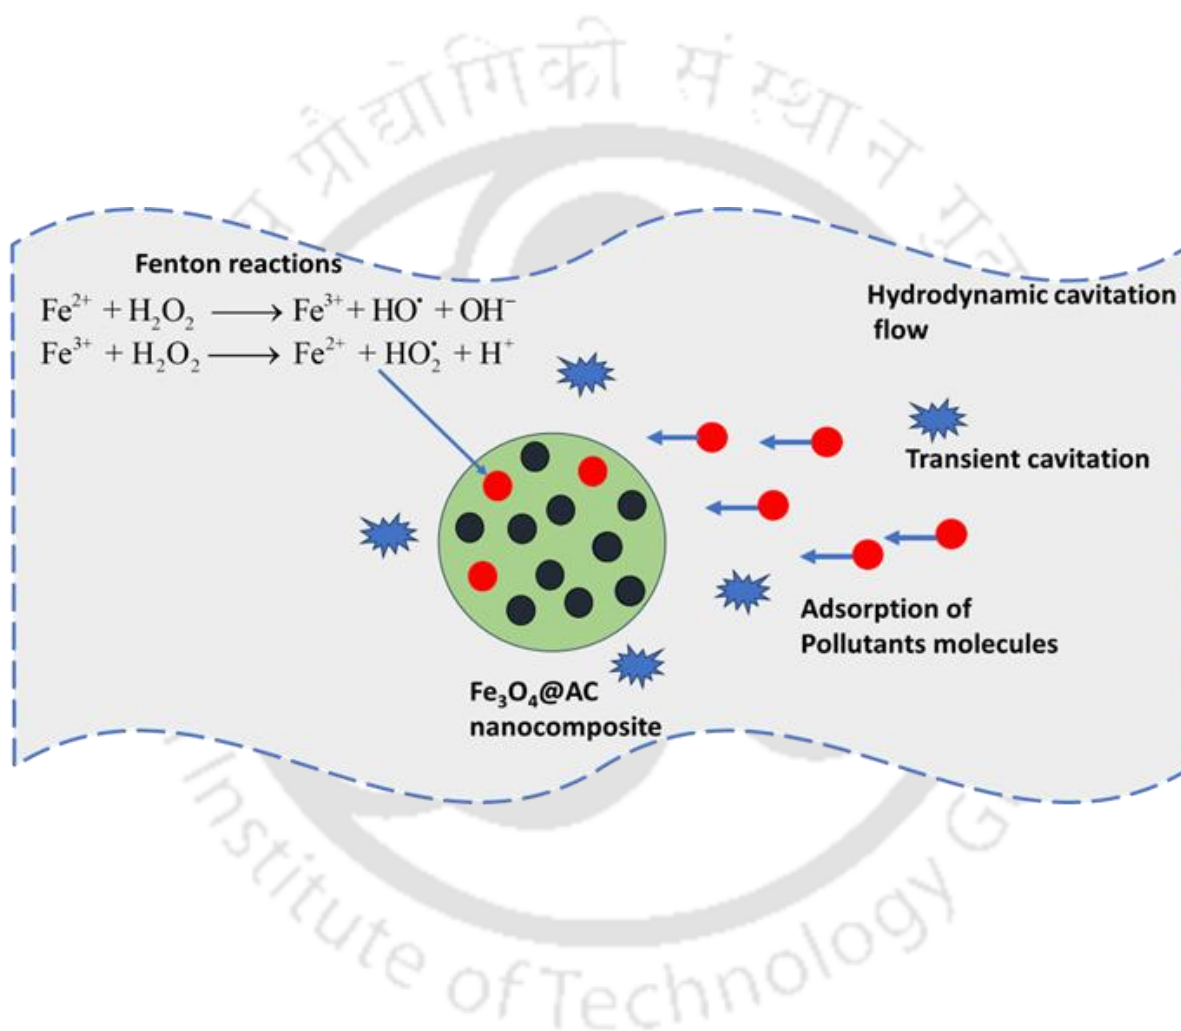 प्रौद्योगिकी संस्थान
Fenton reactions
Fe²⁺ + H₂O₂ ⟶ Fe³⁺ + HO• + OH⁻
Fe³⁺ + H₂O₂ ⟶ Fe²⁺ + HO₂• + H⁺
Hydrodynamic cavitation
flow
Transient cavitation
Adsorption of
Pollutants molecules
Fe₃O₄@AC
nanocomposite
Institute of Technology